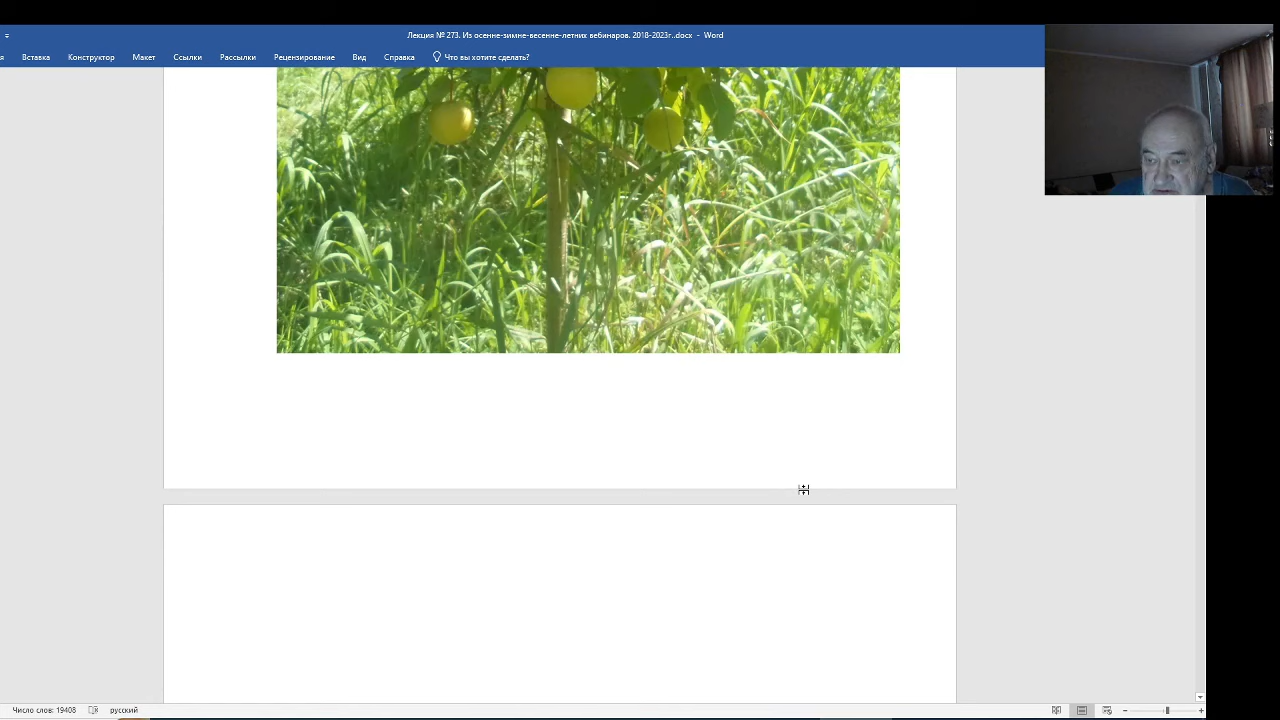 Лекция № 273. Из осенне-зимне-весенне-летних вебинаров. 2018-2023г..docx - Word
я Вставка Конструктор Макет Ссылки Рассылки Рецензирование Вид Справка Что вы хотите сделать?
Число слов: 19408 русский